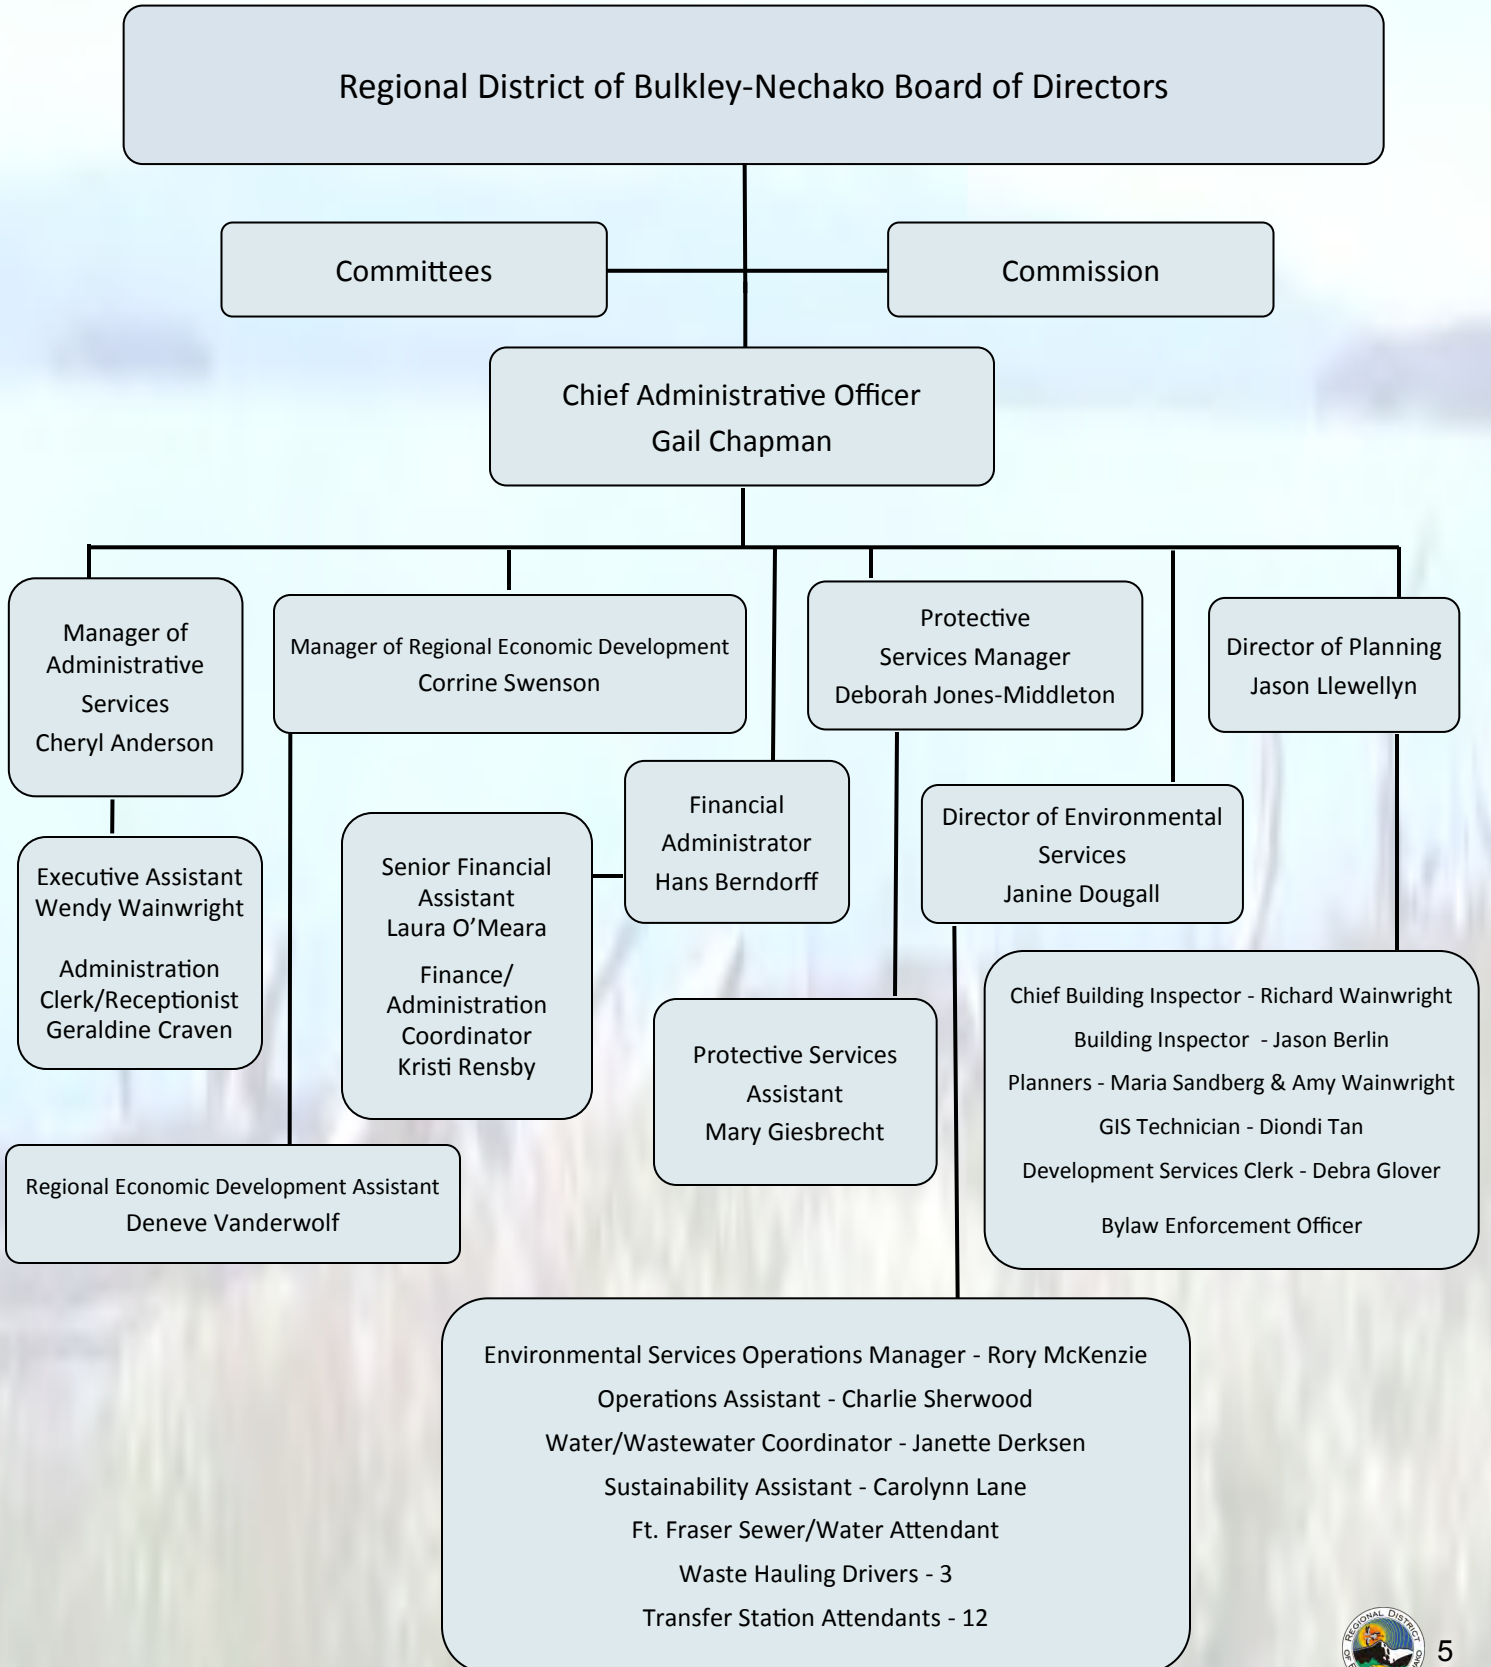 Regional District of Bulkley-Nechako Board of Directors
Committees
Commission
Chief Administrative Officer
Gail Chapman
Manager of
Administrative
Services
Cheryl Anderson
Manager of Regional Economic Development
Corrine Swenson
Protective
Services Manager
Deborah Jones-Middleton
Director of Planning
Jason Llewellyn
Financial
Administrator
Hans Berndorff
Director of Environmental
Services
Janine Dougall
Executive Assistant
Wendy Wainwright
Administration
Clerk/Receptionist
Geraldine Craven
Senior Financial
Assistant
Laura O’Meara
Finance/
Administration
Coordinator
Kristi Rensby
Protective Services
Assistant
Mary Giesbrecht
Chief Building Inspector - Richard Wainwright
Building Inspector  - Jason Berlin
Planners - Maria Sandberg & Amy Wainwright
GIS Technician - Diondi Tan
Development Services Clerk - Debra Glover
Bylaw Enforcement Officer
Regional Economic Development Assistant
Deneve Vanderwolf
Environmental Services Operations Manager - Rory McKenzie
Operations Assistant - Charlie Sherwood
Water/Wastewater Coordinator - Janette Derksen
Sustainability Assistant - Carolynn Lane
Ft. Fraser Sewer/Water Attendant
Waste Hauling Drivers - 3
Transfer Station Attendants - 12
REGIONAL DISTRICT
5